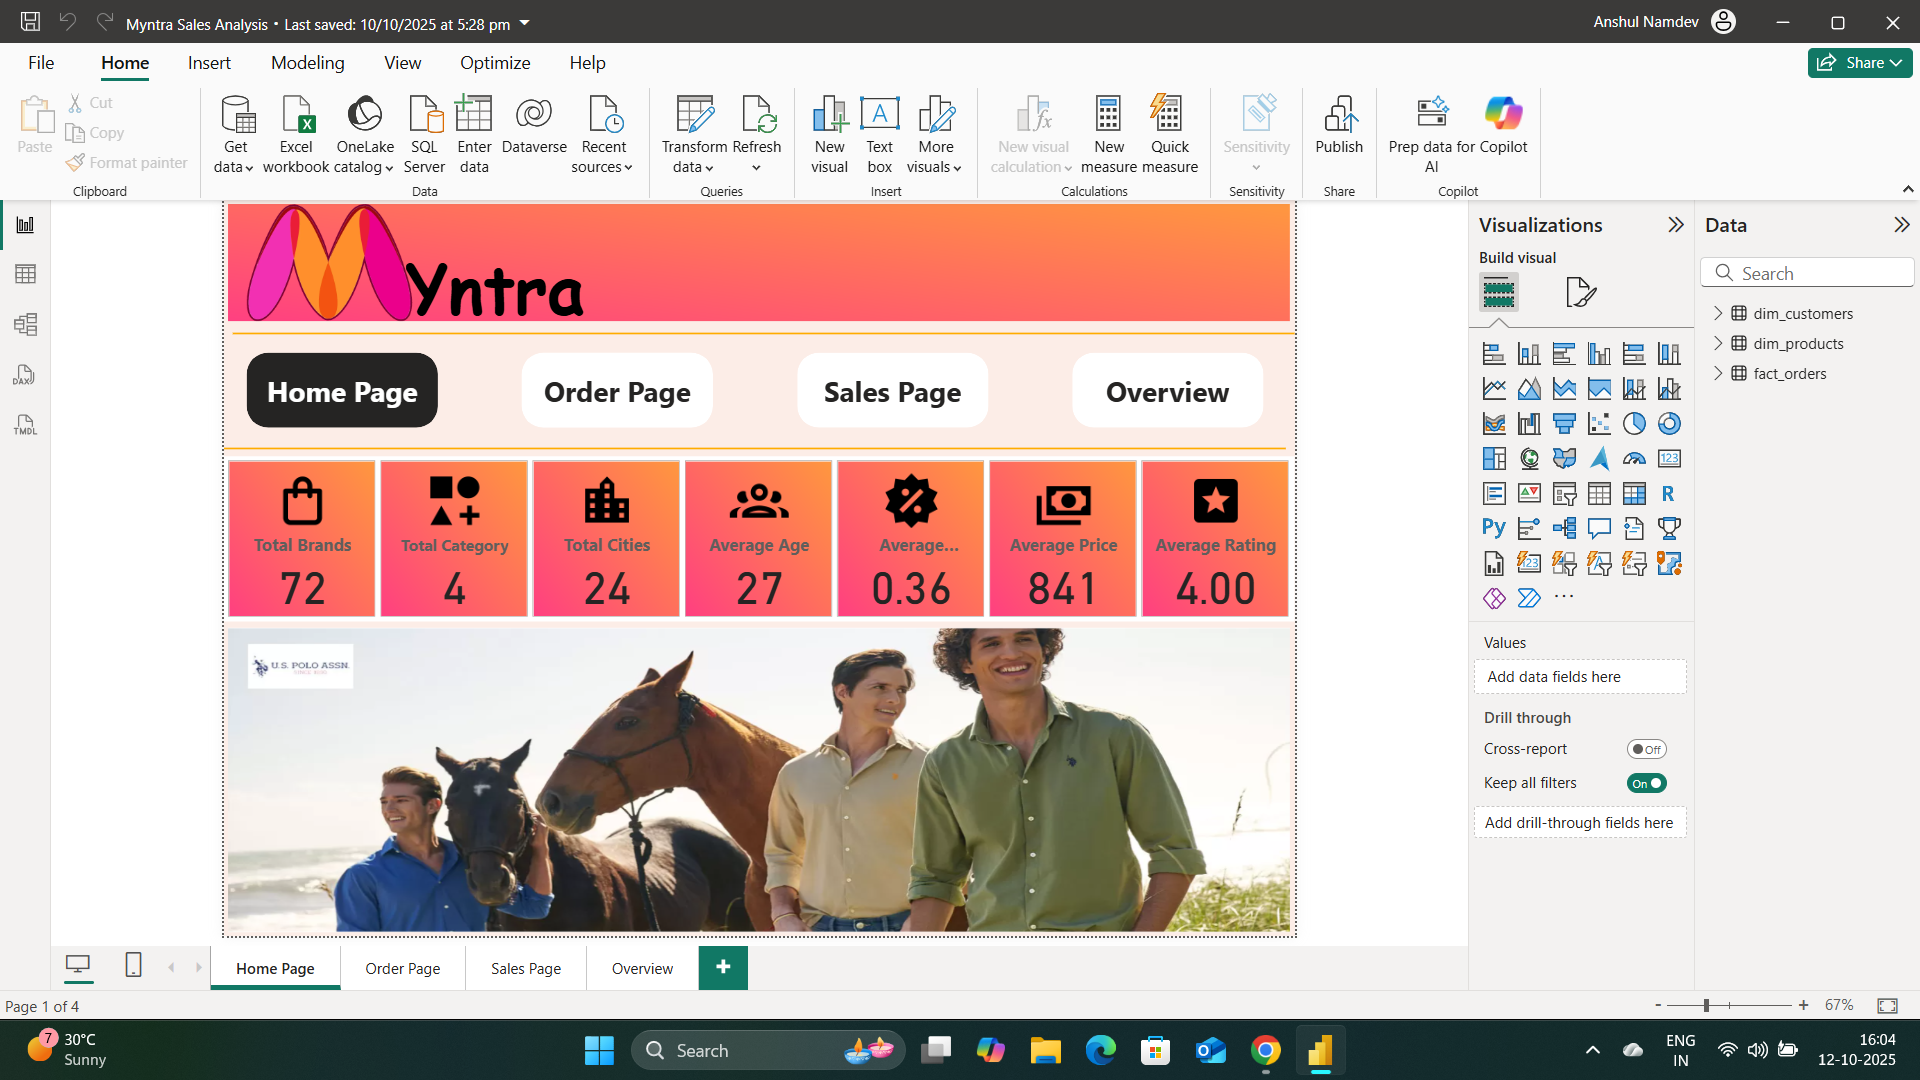 Myntra Sales Analysis • Last saved: 10/10/2025 at 5:28 pm
Anshul Namdev
File Home Insert Modeling View Optimize Help
Share
Paste
Cut
Copy
Format painter
Clipboard
Get data
Excel workbook
OneLake catalog
SQL Server
Enter data
Dataverse
Recent sources
Data
Transform data
Refresh
Queries
New visual
Text box
More visuals
Insert
New visual calculation
New measure
Quick measure
Calculations
Sensitivity
Sensitivity
Publish
Share
Prep data for AI
Copilot
Copilot
DAX
TMDL
Yntra
Home Page
Order Page
Sales Page
Overview
Total Brands
72
Total Category
4
Total Cities
24
Average Age
27
Average...
0.36
Average Price
841
Average Rating
4.00
U.S. POLO ASSN.
SINCE 1890
Visualizations
Build visual
123
R
Py
123
...
Values
Add data fields here
Drill through
Cross-report
Off
Keep all filters
On
Add drill-through fields here
Data
Search
dim_customers
dim_products
fact_orders
Home Page
Order Page
Sales Page
Overview
+
Page 1 of 4
- + 67%
7
30°C
Sunny
Search
ENG
IN
16:04
12-10-2025